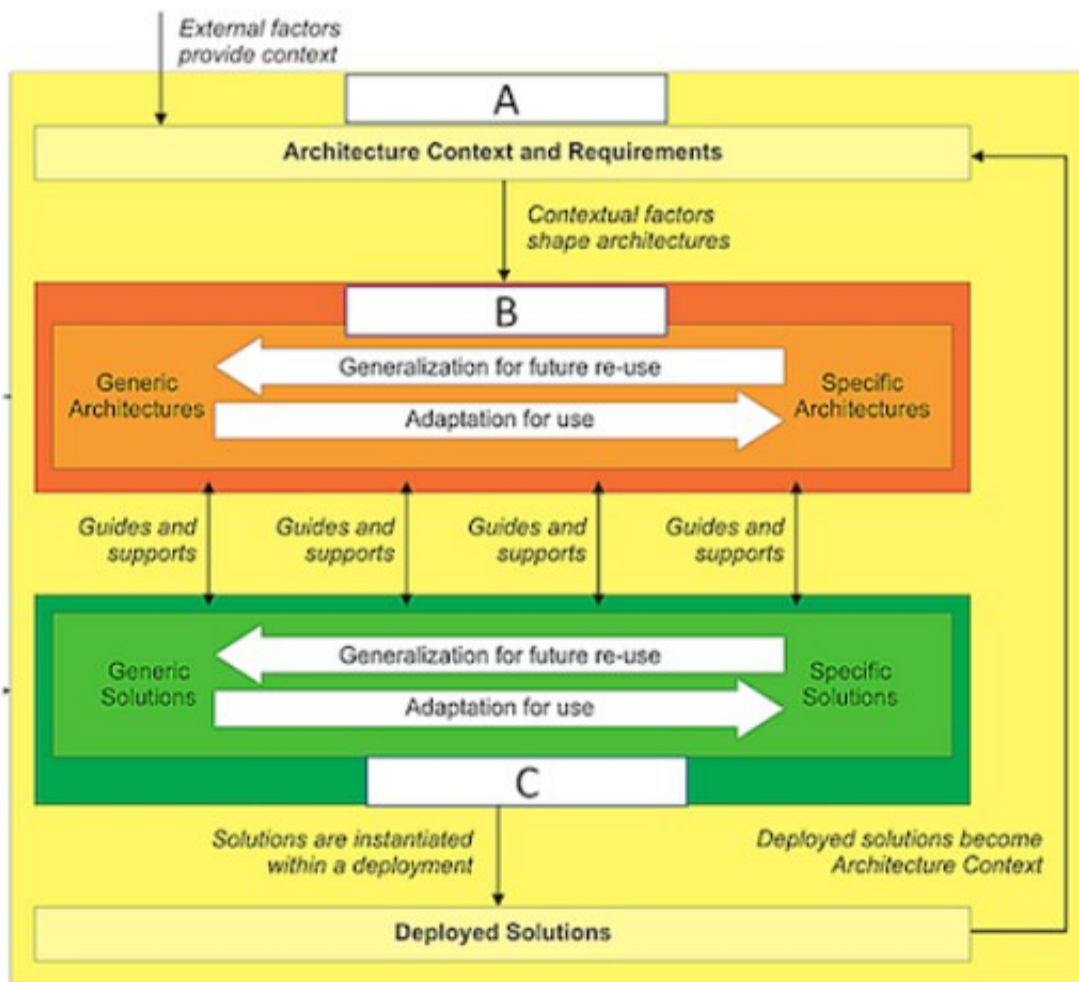 External factors
provide context
A
Architecture Context and Requirements
Contextual factors
shape architectures
B
Generalization for future re-use
Generic
Architectures
Specific
Architectures
Adaptation for use
Guides and
supports
Guides and
supports
Guides and
supports
Guides and
supports
Generalization for future re-use
Generic
Solutions
Specific
Solutions
Adaptation for use
C
Solutions are instantiated
within a deployment
Deployed solutions become
Architecture Context
Deployed Solutions